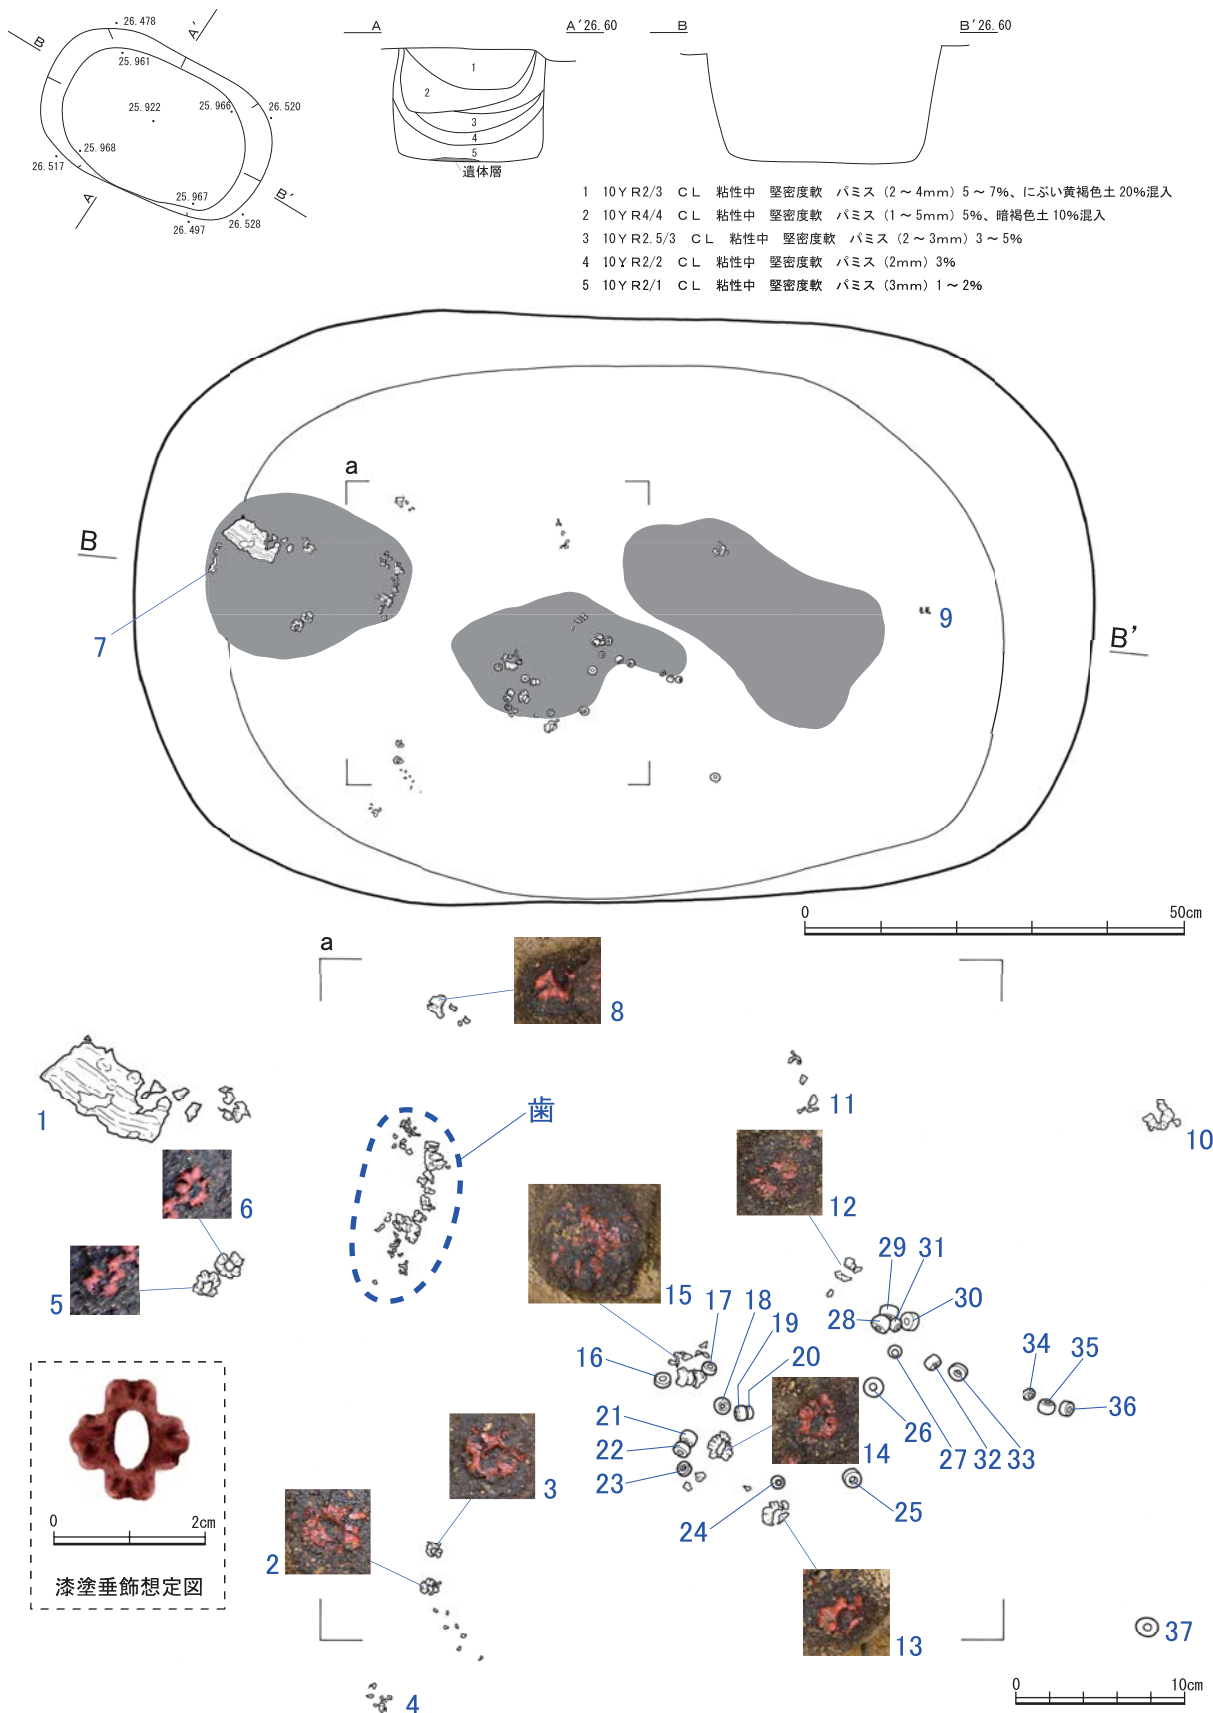 B
26.478
A'
25.961
25.922
25.966
26.520
25.968
26.517
A
25.967
26.497
26.528
B'
A
A'26.60
1
2
3
4
5
遺体層
B
B'26.60
1　10YR2/3　CL　粘性中　堅密度軟　パミス（2～4mm）5～7%、にぶい黄褐色土20%混入
2　10YR4/4　CL　粘性中　堅密度軟　パミス（1～5mm）5%、暗褐色土10%混入
3　10YR2.5/3　CL　粘性中　堅密度軟　パミス（2～3mm）3～5%
4　10YR2/2　CL　粘性中　堅密度軟　パミス（2mm）3%
5　10YR2/1　CL　粘性中　堅密度軟　パミス（3mm）1～2%
a
B
7
9
B'
0
50cm
a
8
1
歯
11
10
6
12
5
15
17
18
19
20
29
31
28
30
16
34
35
36
21
22
23
14
26
27
32
33
3
24
25
2
13
37
4
0
2cm
漆塗垂飾想定図
0
10cm